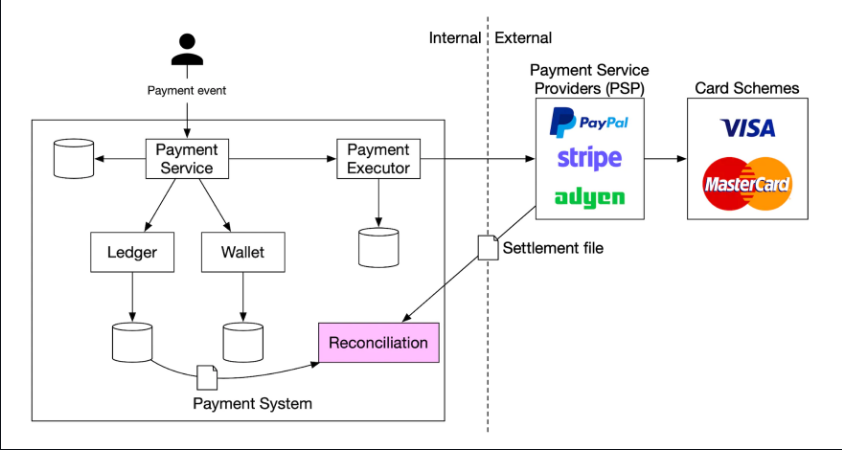 Internal
External
Payment Service
Providers (PSP)
Card Schemes
Payment event
PayPal
stripe
adyen
VISA
MasterCard
Payment
Service
Payment
Executor
Ledger
Wallet
Settlement file
Reconciliation
Payment System